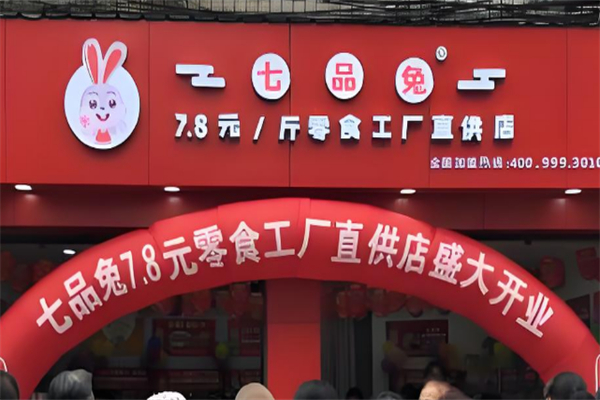 七品兔®
7.8元/斤零食工厂直供店
全国加盟热线:400.999.3010
七品兔7.8元零食工厂直供店盛大开业